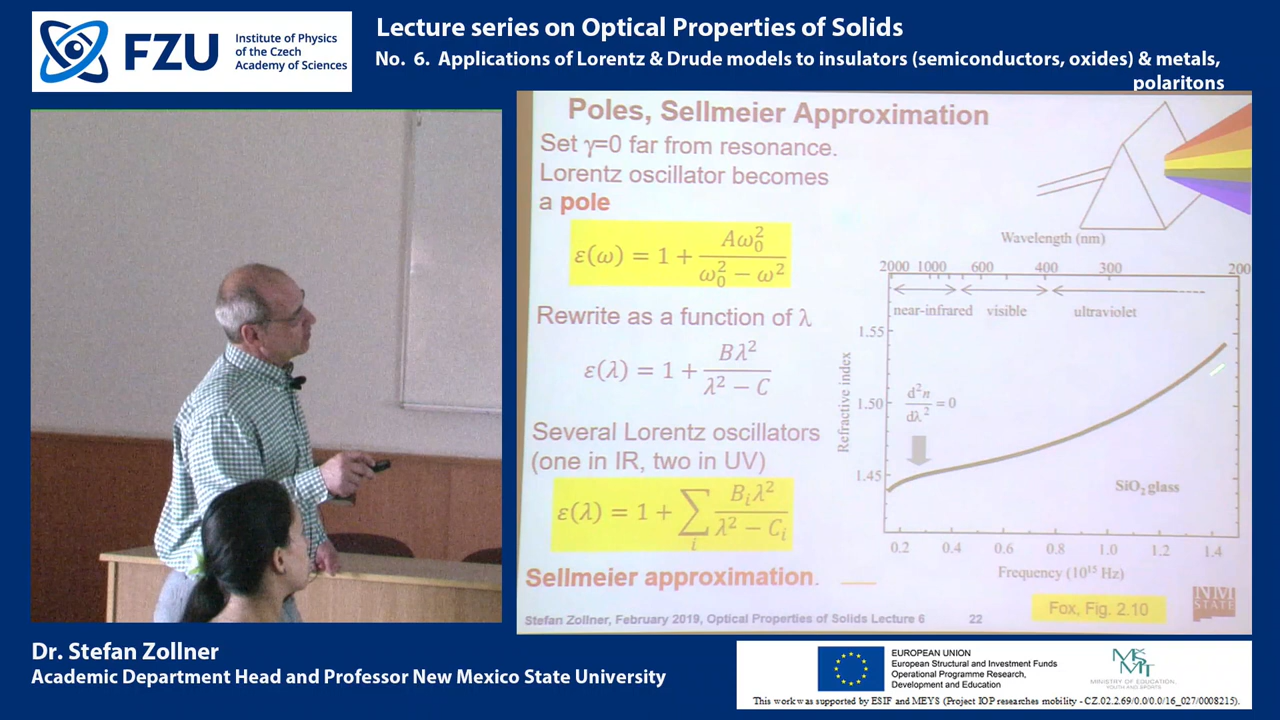 FZU
Institute of Physics
of the Czech
Academy of Sciences
Lecture series on Optical Properties of Solids
No. 6. Applications of Lorentz & Drude models to insulators (semiconductors, oxides) & metals,
polaritons
Poles, Sellmeier Approximation
Set γ=0 far from resonance.
Lorentz oscillator becomes
a pole
ε(ω) = 1 + Aω₀² / (ω₀² − ω²)
Rewrite as a function of λ
ε(λ) = 1 + Bλ² / (λ² − C)
Several Lorentz oscillators
(one in IR, two in UV)
ε(λ) = 1 + ∑ᵢ Bᵢλ² / (λ² − Cᵢ)
Sellmeier approximation.
Wavelength (nm)
2000 1000 600 400 300 200
near-infrared visible ultraviolet
Refractive index
1.55
1.50
1.45
d²n / dλ² = 0
SiO₂ glass
0.2 0.4 0.6 0.8 1.0 1.2 1.4
Frequency (10¹⁵ Hz)
Fox, Fig. 2.10
NM
STATE
Stefan Zollner, February 2019, Optical Properties of Solids Lecture 6 22
Dr. Stefan Zollner
Academic Department Head and Professor New Mexico State University
EUROPEAN UNION
European Structural and Investment Funds
Operational Programme Research,
Development and Education
MINISTRY OF EDUCATION,
YOUTH AND SPORTS
This work was supported by ESIF and MEYS (Project IOP researches mobility - CZ.02.2.69/0.0/0.0/16_027/0008215).